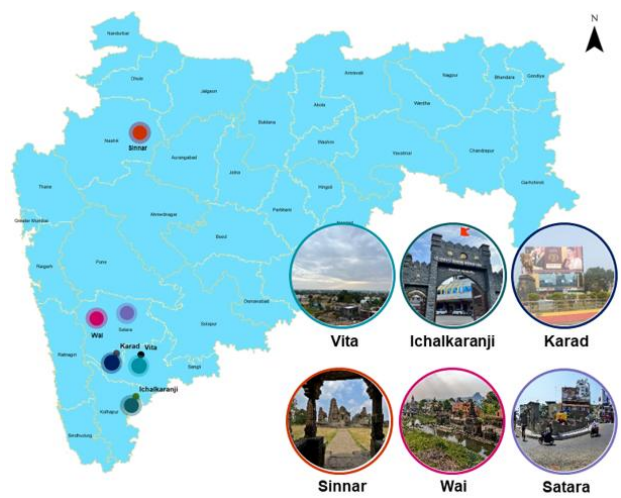 N
Nandurbar
Dhule
Jalgaon
Amravati
Nagpur
Bhandara
Gondiya
Buldana
Akola
Wardha
Nashik
Sinnar
Aurangabad
Jalna
Washim
Yavatmal
Chandrapur
Hingoli
Gadchiroli
Thane
Ahmednagar
Parbhani
Greater Mumbai
Beed
Raigarh
Pune
Osmanabad
Wai
Satara
Solapur
Karad
Vita
Ratnagiri
Sangli
Ichalkaranji
Kolhapur
Sindhudurg
Vita
Ichalkaranji
Karad
Sinnar
Wai
Satara